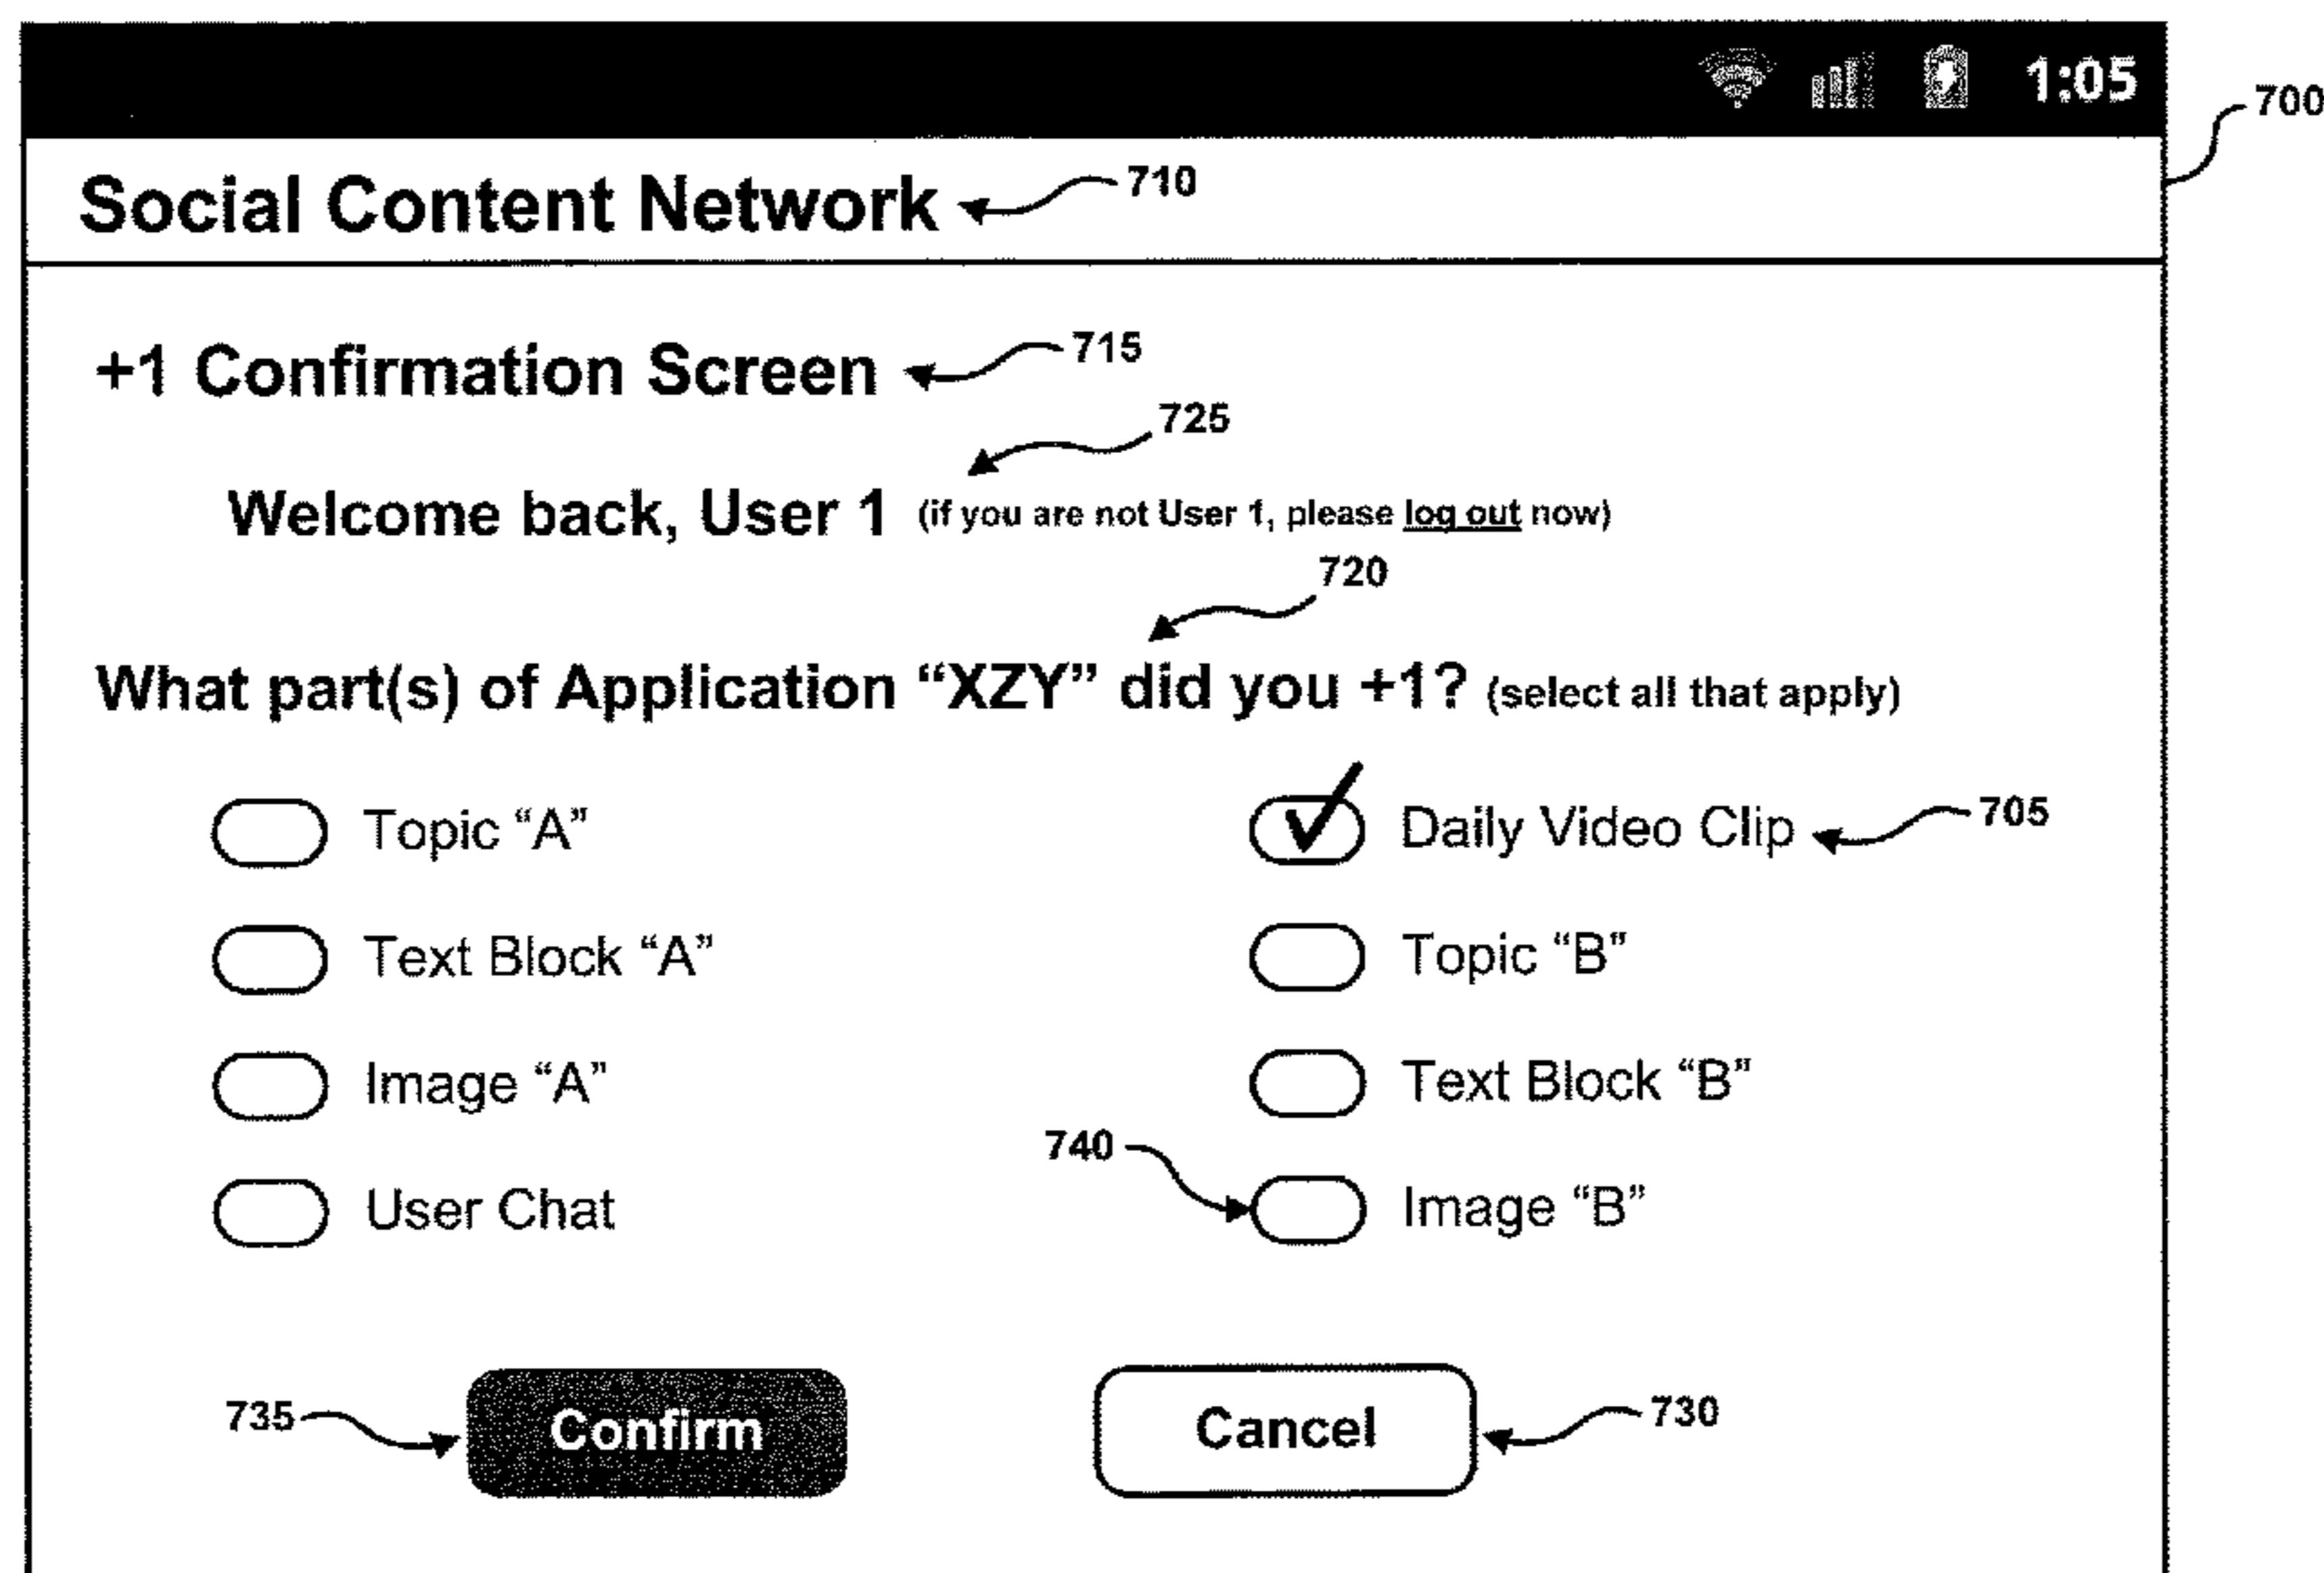 1:05
700
Social Content Network 710
+1 Confirmation Screen 715
725
Welcome back, User 1 (if you are not User 1, please log out now)
720
What part(s) of Application “XZY” did you +1? (select all that apply)
Topic “A” Daily Video Clip 705
Text Block “A” Topic “B”
Image “A” Text Block “B”
740
User Chat Image “B”
735 Confirm Cancel 730